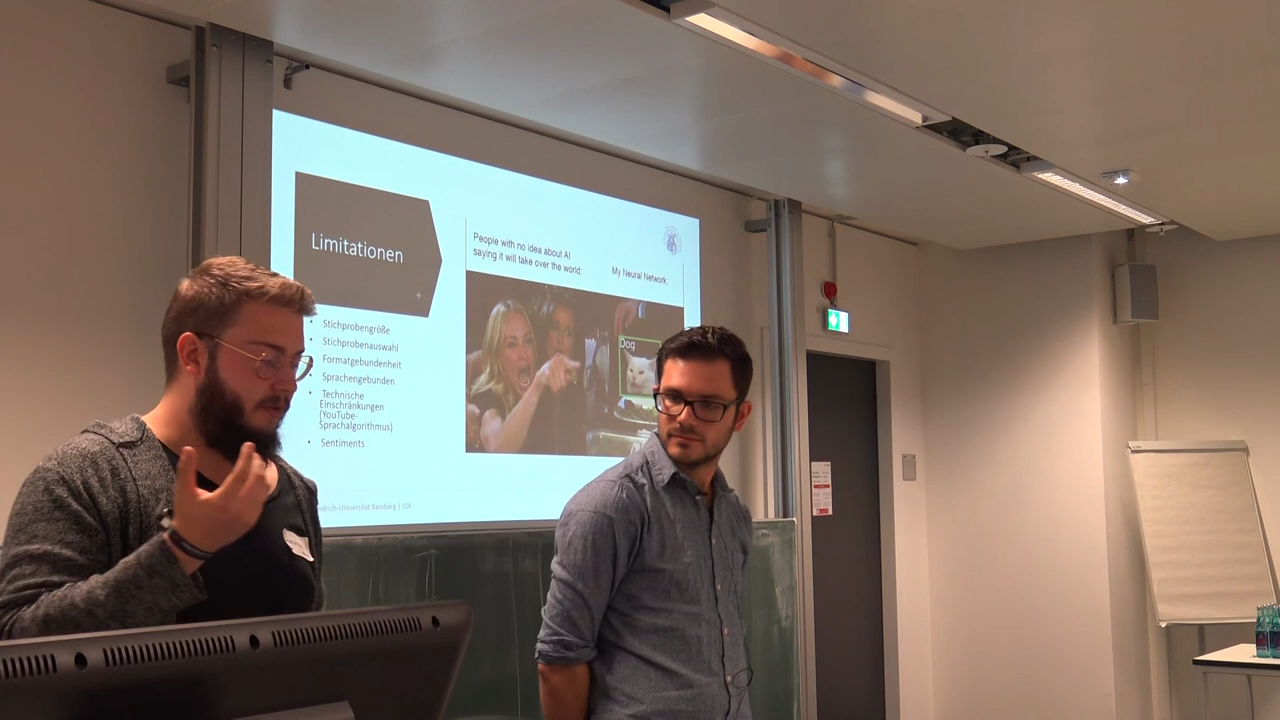 Limitationen
People with no idea about AI
saying it will take over the world:
My Neural Network:
Dog
• Stichprobengröße
• Stichprobenauswahl
• Formatgebundenheit
• Sprachengebunden
• Technische
Einschränkungen
(YouTube-
Sprachalgorithmus)
• Sentiments
-Universität Bamberg |